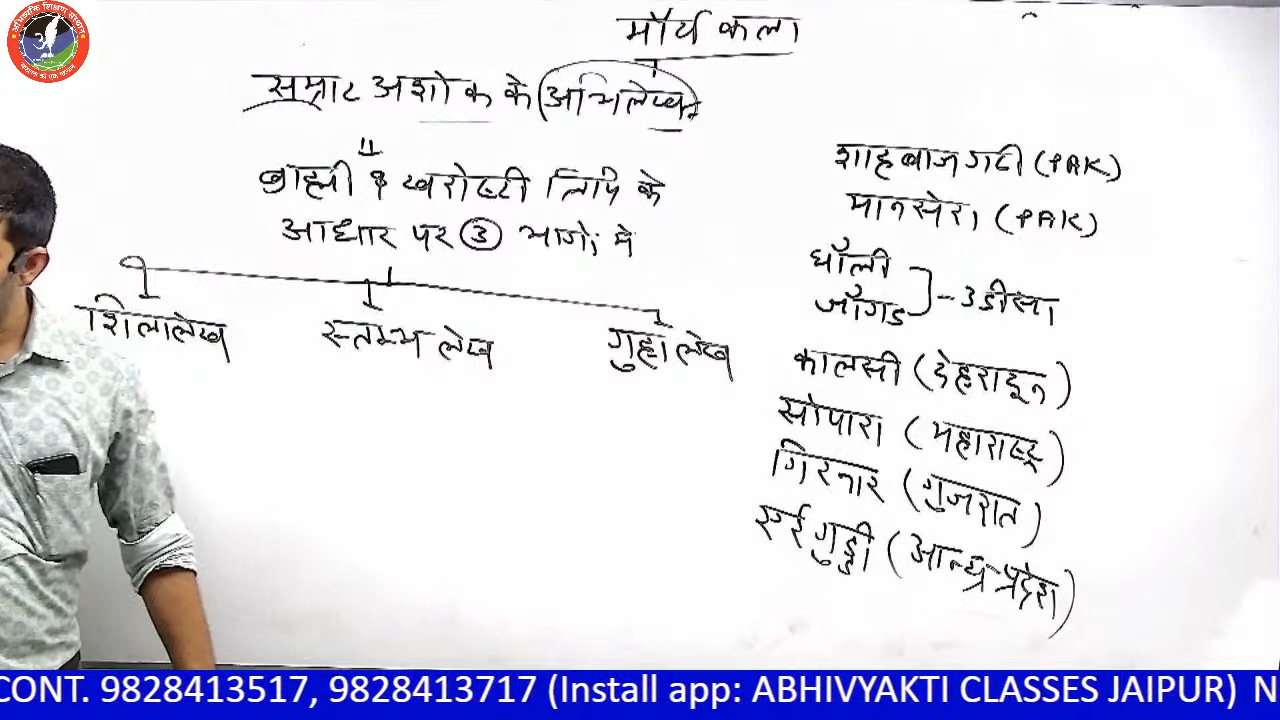 मौर्य कला
सम्राट अशोक के अभिलेख
ब्राह्मी & खरोष्ठी लिपि के
आधार पर ③ भागों में
शिलालेख
स्तम्भ लेख
गुहा लेख
शाहबाजगढी (PAK)
मानसेरा (PAK)
धौली
जौगड
- उडीसा
कालसी (देहरादून)
सोपारा (महाराष्ट्र)
गिरनार (गुजरात)
एर्रगुड्डी (आन्ध्रप्रदेश)
CONT. 9828413517, 9828413717 (Install app: ABHIVYAKTI CLASSES JAIPUR) N